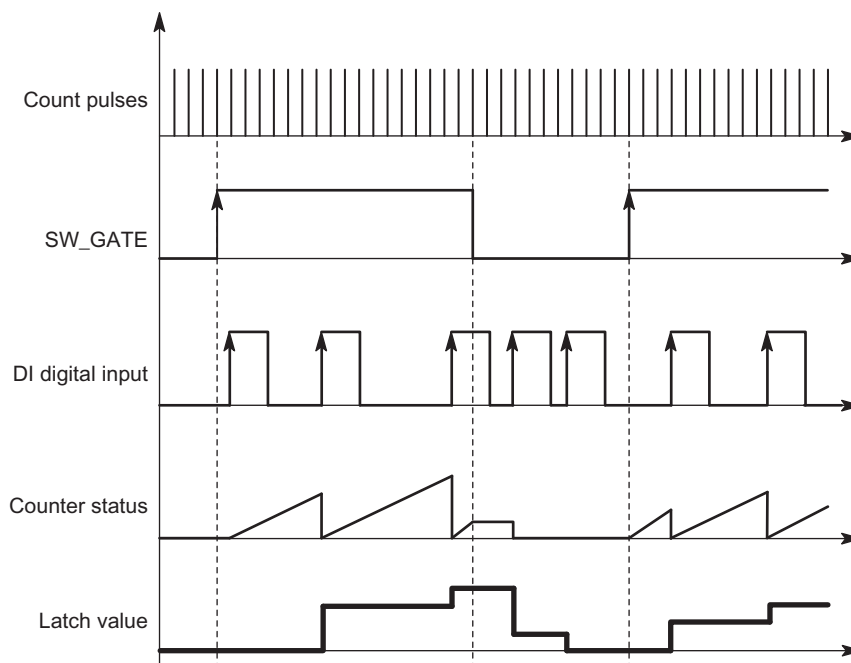 Count pulses
SW_GATE
DI digital input
Counter status
Latch value